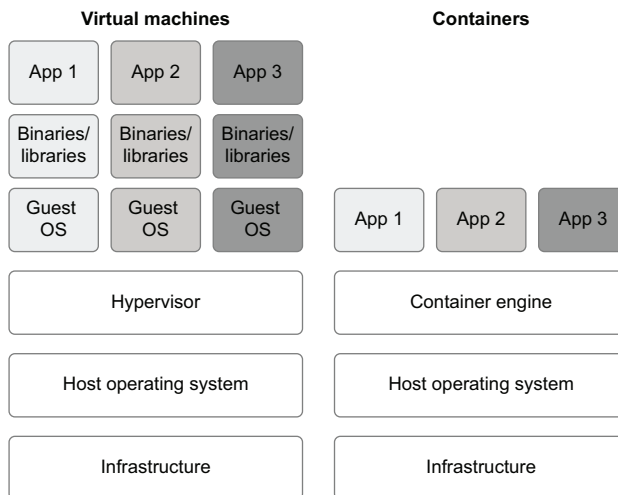 Virtual machines
Containers
App 1
App 2
App 3
Binaries/
libraries
Binaries/
libraries
Binaries/
libraries
Guest
OS
Guest
OS
Guest
OS
App 1
App 2
App 3
Hypervisor
Container engine
Host operating system
Host operating system
Infrastructure
Infrastructure